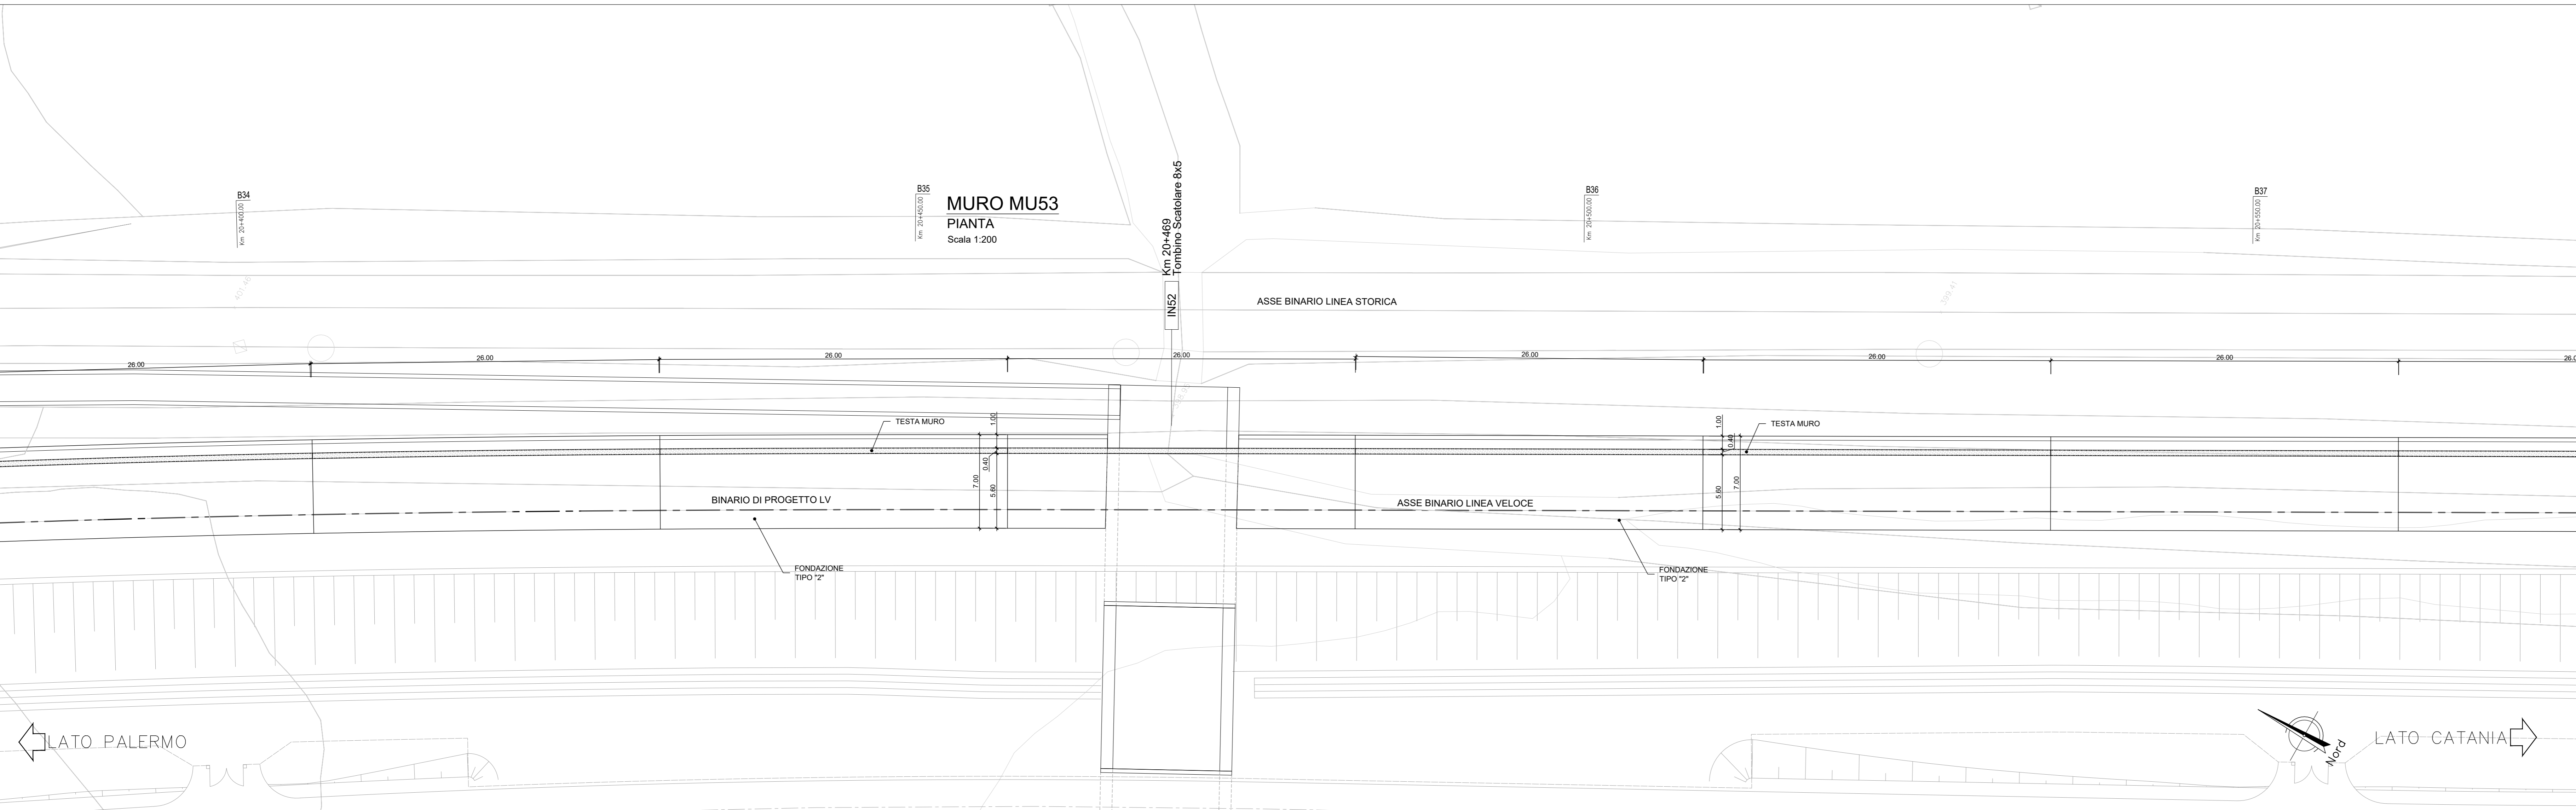 B34
Km 20+400.00
B35
Km 20+450.00
MURO MU53
PIANTA
Scala 1:200
Km 20+469
Tombino Scatolare 8x5
IN52
B36
Km 20+500.00
B37
Km 20+550.00
401.46
399.41
ASSE BINARIO LINEA STORICA
26.00
26.00
26.00
26.00
26.00
26.00
26.00
TESTA MURO
1.00
0.40
7.00
5.60
1.00
0.40
5.60
7.00
TESTA MURO
BINARIO DI PROGETTO LV
ASSE BINARIO LINEA VELOCE
FONDAZIONE
TIPO "2"
FONDAZIONE
TIPO "2"
LATO PALERMO
Nord
LATO CATANIA